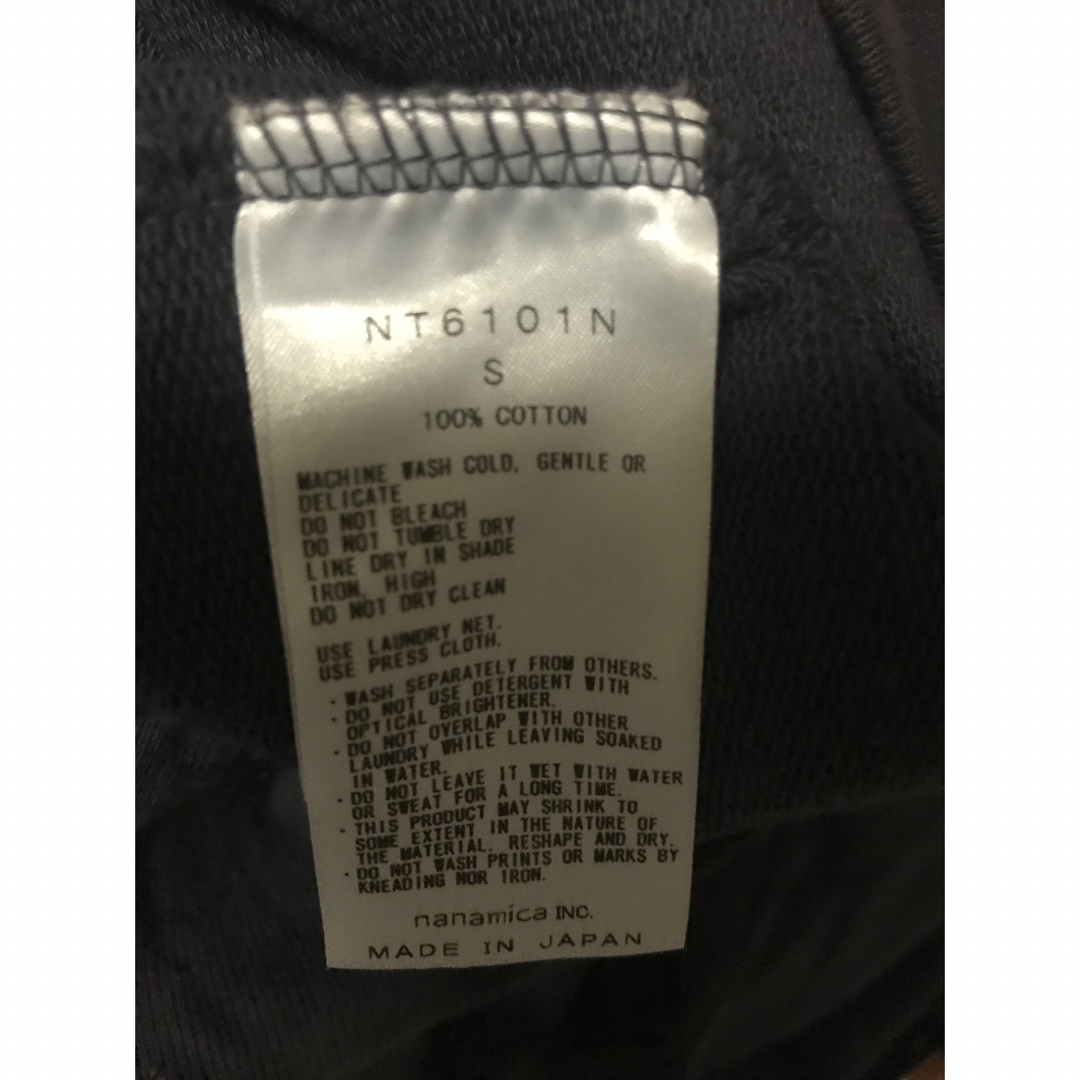 NT6101N
S
100% COTTON
MACHINE WASH COLD, GENTLE OR
DELICATE
DO NOT BLEACH
DO NOT TUMBLE DRY
LINE DRY IN SHADE
IRON, HIGH
DO NOT DRY CLEAN
USE LAUNDRY NET.
USE PRESS CLOTH.
・WASH SEPARATELY FROM OTHERS.
・DO NOT USE DETERGENT WITH
OPTICAL BRIGHTENER.
・DO NOT OVERLAP WITH OTHER
LAUNDRY WHILE LEAVING SOAKED
IN WATER.
・DO NOT LEAVE IT WET WITH WATER
OR SWEAT FOR A LONG TIME.
・THIS PRODUCT MAY SHRINK TO
SOME EXTENT IN THE NATURE OF
THE MATERIAL. RESHAPE AND DRY.
・DO NOT WASH PRINTS OR MARKS BY
KNEADING NOR IRON.
nanamica INC.
MADE IN JAPAN